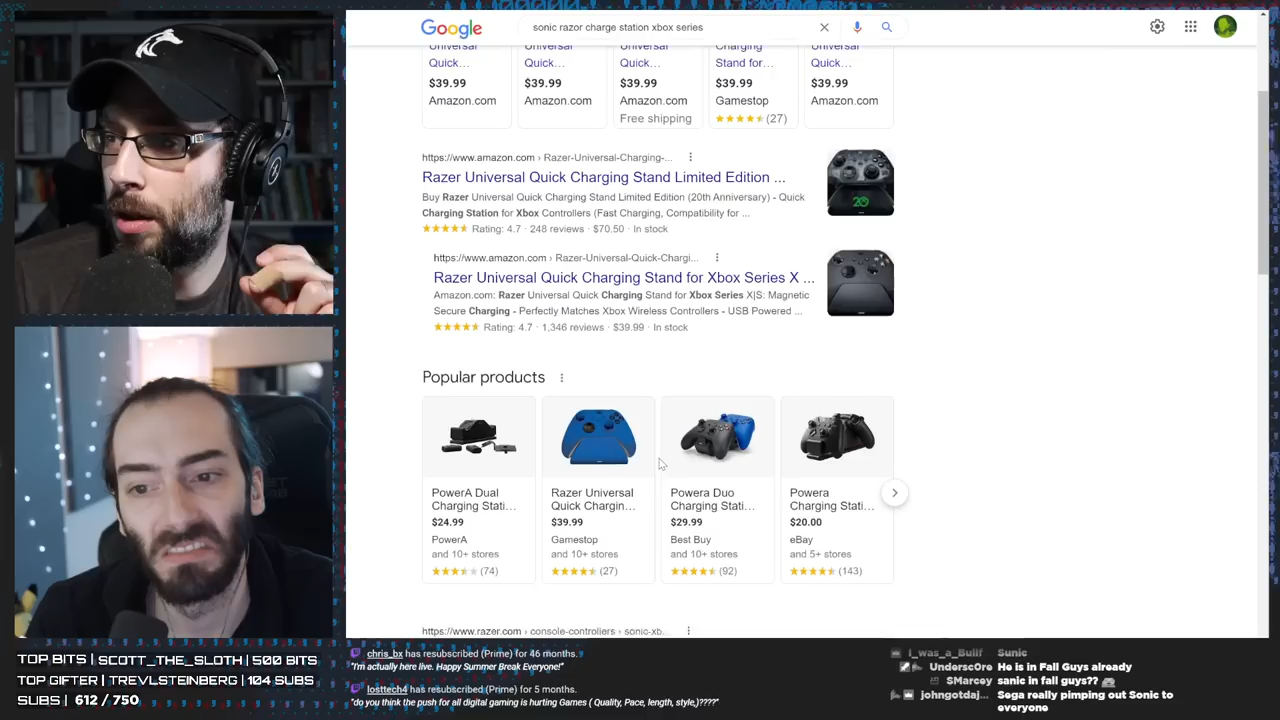 Google
sonic razor charge station xbox series
Universal
Quick...
$39.99
Amazon.com
Universal
Quick...
$39.99
Amazon.com
Universal
Quick...
$39.99
Amazon.com
Free shipping
Charging
Stand for...
$39.99
Gamestop
(27)
Universal
Quick...
$39.99
Amazon.com
https://www.amazon.com › Razer-Universal-Charging-...
Razer Universal Quick Charging Stand Limited Edition ...
Buy Razer Universal Quick Charging Stand Limited Edition (20th Anniversary) - Quick
Charging Station for Xbox Controllers (Fast Charging, Compatibility for ...
Rating: 4.7 · 248 reviews · $70.50 · In stock
20
https://www.amazon.com › Razer-Universal-Quick-Chargi...
Razer Universal Quick Charging Stand for Xbox Series X ...
Amazon.com: Razer Universal Quick Charging Stand for Xbox Series X|S: Magnetic
Secure Charging - Perfectly Matches Xbox Wireless Controllers - USB Powered ...
Rating: 4.7 · 1,346 reviews · $39.99 · In stock
Popular products
PowerA Dual
Charging Stati...
$24.99
PowerA
and 10+ stores
(74)
Razer Universal
Quick Chargin...
$39.99
Gamestop
and 10+ stores
(27)
Powera Duo
Charging Stati...
$29.99
Best Buy
and 10+ stores
(92)
Powera
Charging Stati...
$20.00
eBay
and 5+ stores
(143)
https://www.razer.com › console-controllers › sonic-xb...
TOP BITS | SCOTT_THE_SLOTH | 500 BITS
TOP GIFTER | TREVLSTEINBERG | 104 SUBS
SUBS | 612 / 750
chris_bx has resubscribed (Prime) for 46 months.
"I'm actually here live. Happy Summer Break Everyone!"
losttech4 has resubscribed (Prime) for 5 months.
"do you think the push for all digital gaming is hurting Games ( Quality, Pace, length, style,)????"
Sunic
Undersc0re He is in Fall Guys already
SMarcey sanic in fall guys??
johngotdaj... Sega really pimping out Sonic to
everyone